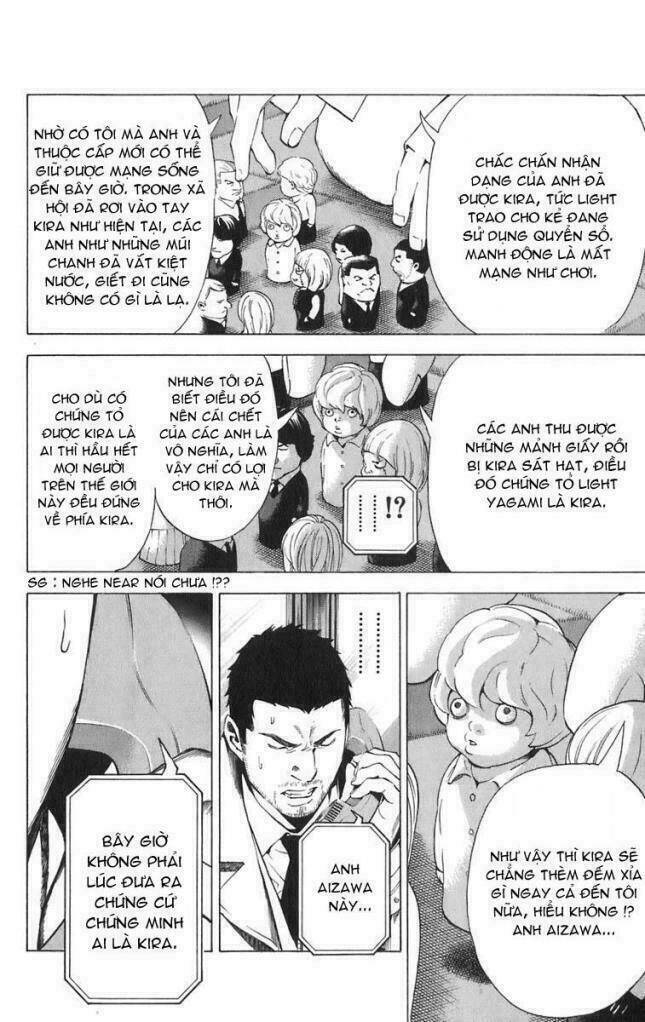 CHẮC CHẮN NHẬN
DẠNG CỦA ANH ĐÃ
ĐƯỢC KIRA, TỨC LIGHT
TRAO CHO KẺ ĐANG
SỬ DỤNG QUYỂN SỔ.
MANH ĐỘNG LÀ MẤT
MẠNG NHƯ CHƠI.
NHỜ CÓ TÔI MÀ ANH VÀ
THUỘC CẤP MỚI CÓ THỂ
GIỮ ĐƯỢC MẠNG SỐNG
ĐẾN BÂY GIỜ. TRONG XÃ
HỘI ĐÃ RƠI VÀO TAY
KIRA NHƯ HIỆN TẠI, CÁC
ANH NHƯ NHỮNG MÚI
CHANH ĐÃ VẮT KIỆT
NƯỚC, GIẾT ĐI CŨNG
KHÔNG CÓ GÌ LÀ LẠ.
CÁC ANH THU ĐƯỢC
NHỮNG MẢNH GIẤY RỒI
BỊ KIRA SÁT HẠT, ĐIỀU
ĐÓ CHỨNG TỎ LIGHT
YAGAMI LÀ KIRA.
...... !?
NHƯNG TÔI ĐÃ
BIẾT ĐIỀU ĐÓ
NÊN CÁI CHẾT
CỦA CÁC ANH LÀ
VÔ NGHĨA, LÀM
VẬY CHỈ CÓ LỢI
CHO KIRA MÀ
THÔI.
CHO DÙ CÓ
CHỨNG TỎ
ĐƯỢC KIRA LÀ
AI THÌ HẦU HẾT
MỌI NGƯỜI
TRÊN THẾ GIỚI
NÀY ĐỀU ĐỨNG
VỀ PHÍA KIRA.
SG : NGHE NEAR NÓI CHƯA !??
NHƯ VẬY THÌ KIRA SẼ
CHẲNG THÈM ĐẾM XỈA
GÌ NGAY CẢ ĐẾN TÔI
NỮA, HIỂU KHÔNG !?
ANH AIZAWA...
......
ANH
AIZAWA
NÀY...
BÂY GIỜ
KHÔNG PHẢI
LÚC ĐƯA RA
CHỨNG CỨ
CHỨNG MINH
AI LÀ KIRA.